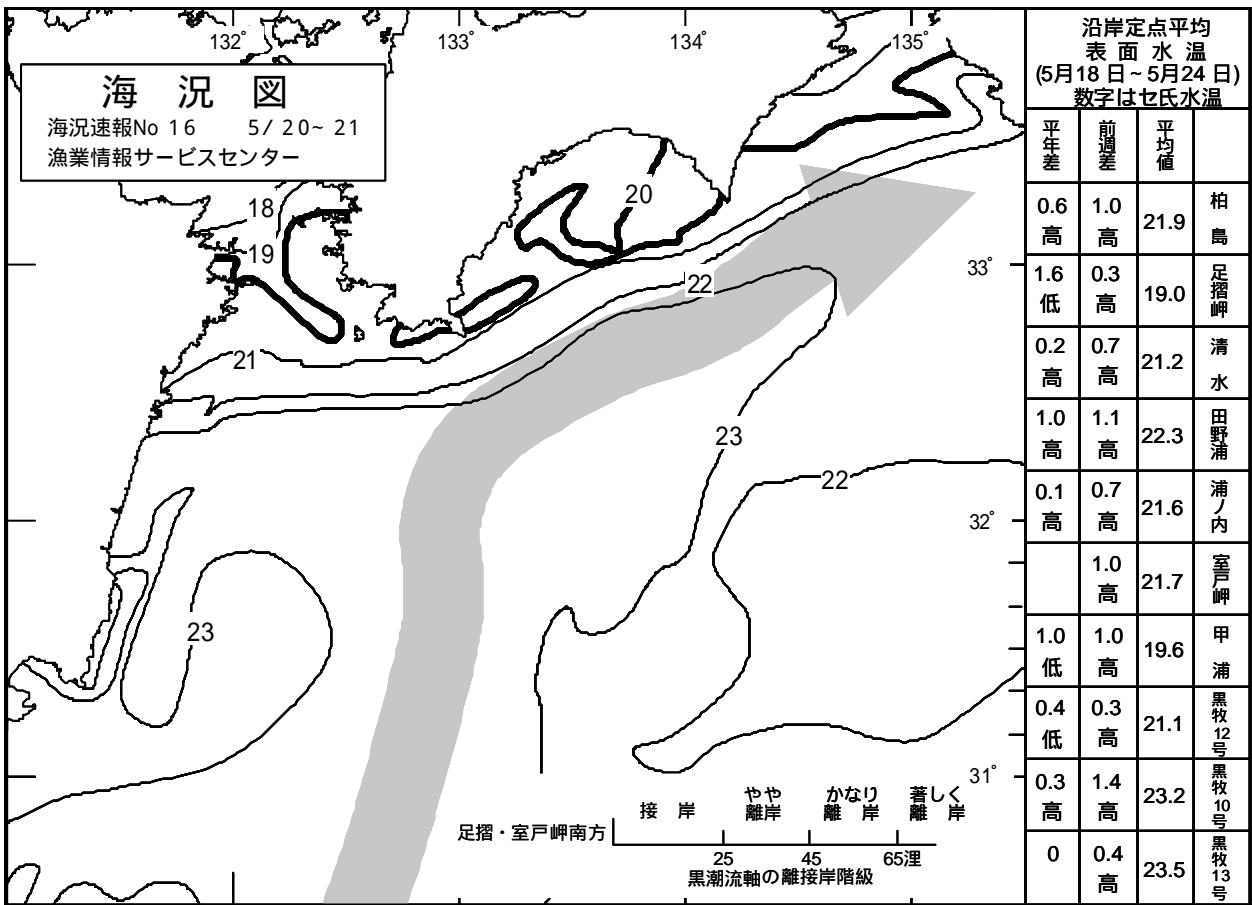 132°
133°
134°
135°
海 況 図
海況速報No 16 5/ 20~ 21
漁業情報サービスセンター
18
19
20
21
22
33°
23
22
32°
23
31°
接 岸
やや
離岸
かなり
離 岸
著しく
離 岸
足摺・室戸岬南方
25
45
65浬
黒潮流軸の離接岸階級
沿岸定点平均
表 面 水 温
(5月18 日~ 5月24 日)
数字はセ氏水温
平年差 前週差 平均値
0.6高 1.0高 21.9 柏島
1.6低 0.3高 19.0 足摺岬
0.2高 0.7高 21.2 清水
1.0高 1.1高 22.3 田野浦
0.1高 0.7高 21.6 浦ノ内
1.0高 21.7 室戸岬
1.0低 1.0高 19.6 甲浦
0.4低 0.3高 21.1 黒牧12号
0.3高 1.4高 23.2 黒牧10号
0 0.4高 23.5 黒牧13号